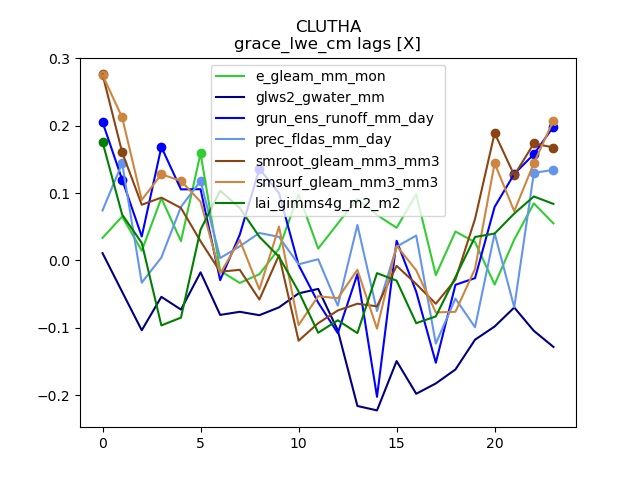 CLUTHA
grace_lwe_cm lags [X]
0.3
0.2
0.1
0.0
−0.1
−0.2
e_gleam_mm_mon
glws2_gwater_mm
grun_ens_runoff_mm_day
prec_fldas_mm_day
smroot_gleam_mm3_mm3
smsurf_gleam_mm3_mm3
lai_gimms4g_m2_m2
0 5 10 15 20